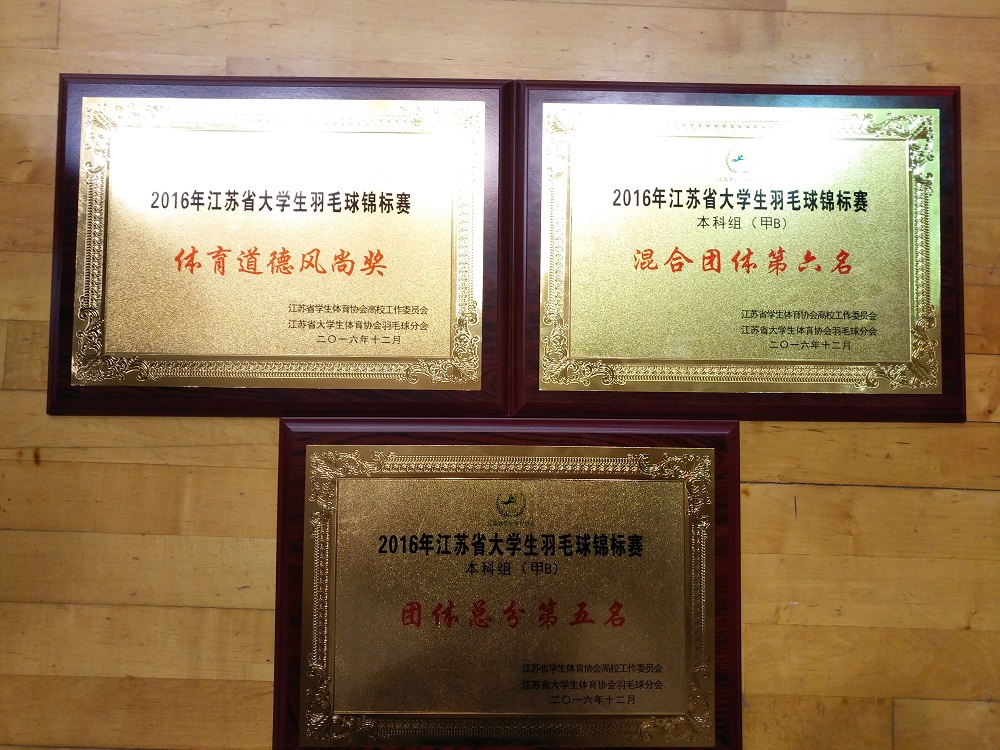 2016年江苏省大学生羽毛球锦标赛
体育道德风尚奖
江苏省学生体育协会高校工作委员会
江苏省大学生体育协会羽毛球分会
二〇一六年十二月
2016年江苏省大学生羽毛球锦标赛
本科组（甲B）
混合团体第六名
江苏省学生体育协会高校工作委员会
江苏省大学生体育协会羽毛球分会
二〇一六年十二月
2016年江苏省大学生羽毛球锦标赛
本科组（甲B）
团体总分第五名
江苏省学生体育协会高校工作委员会
江苏省大学生体育协会羽毛球分会
二〇一六年十二月